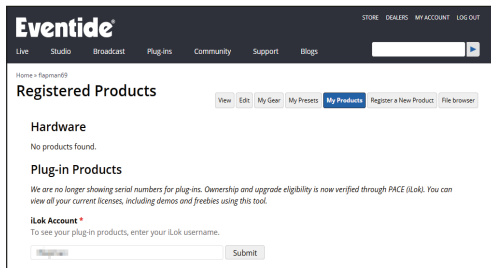 STORE DEALERS MY ACCOUNT LOG OUT
Eventide®
Live Studio Broadcast Plug-ins Community Support Blogs
Home » flapman69
Registered Products
View Edit My Gear My Presets My Products Register a New Product File browser
Hardware
No products found.
Plug-in Products
We are no longer showing serial numbers for plug-ins. Ownership and upgrade eligibility is now verified through PACE (iLok). You can
view all your current licenses, including demos and freebies using this tool.
iLok Account *
To see your plug-in products, enter your iLok username.
Submit